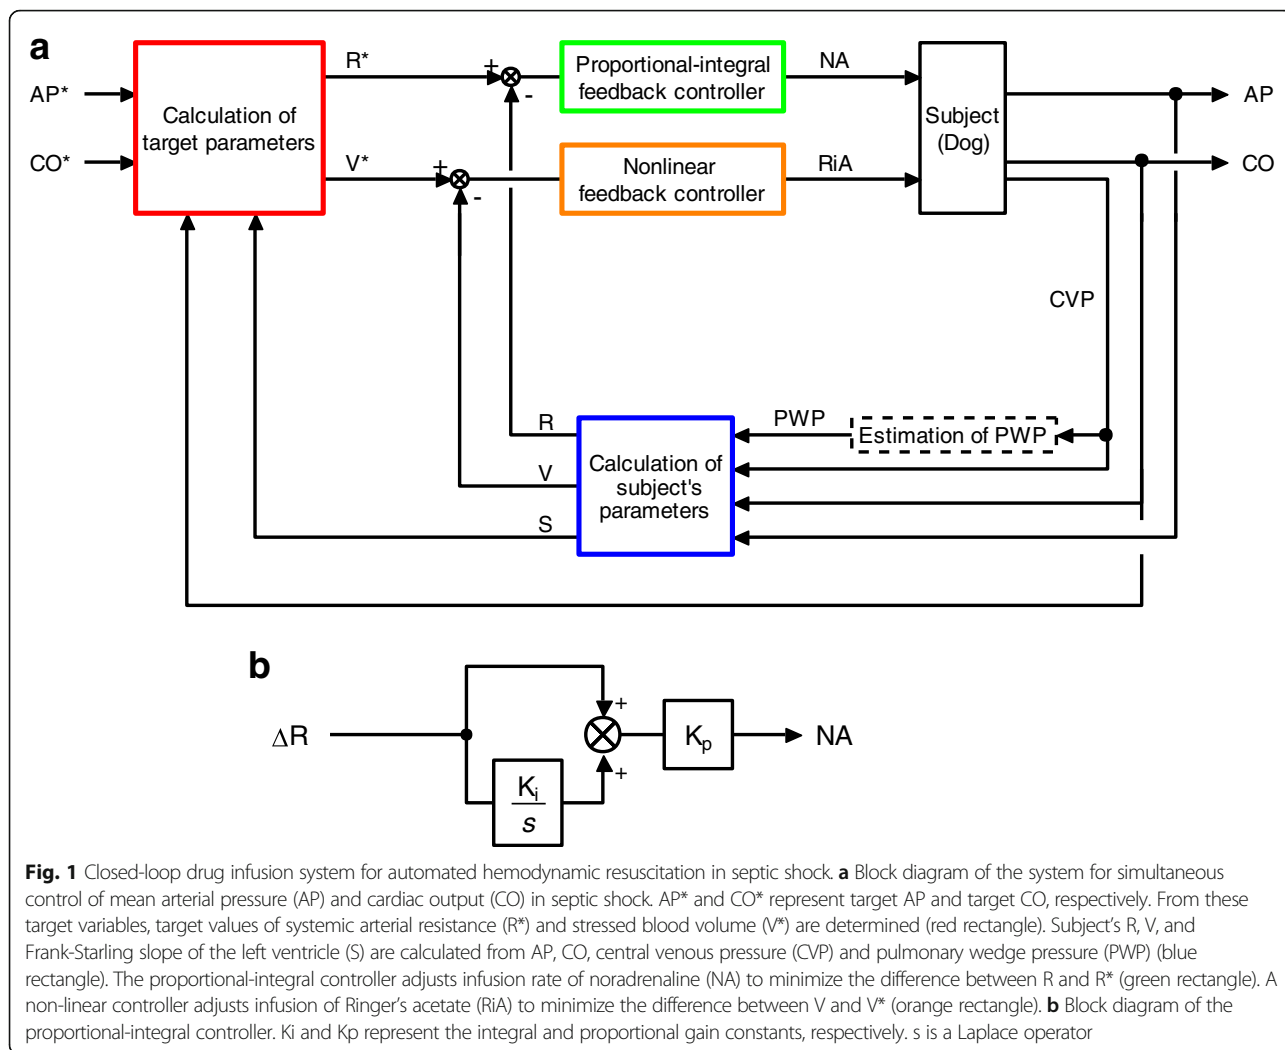 a
AP*
CO*
Calculation of
target parameters
R*
V*
+
-
+
-
Proportional-integral
feedback controller
Nonlinear
feedback controller
NA
RiA
Subject
(Dog)
AP
CO
CVP
R
V
S
Calculation of
subject's
parameters
PWP
Estimation of PWP
b
ΔR
Ki
s
+
+
Kp
NA
Fig. 1 Closed-loop drug infusion system for automated hemodynamic resuscitation in septic shock. a Block diagram of the system for simultaneous
control of mean arterial pressure (AP) and cardiac output (CO) in septic shock. AP* and CO* represent target AP and target CO, respectively. From these
target variables, target values of systemic arterial resistance (R*) and stressed blood volume (V*) are determined (red rectangle). Subject's R, V, and
Frank-Starling slope of the left ventricle (S) are calculated from AP, CO, central venous pressure (CVP) and pulmonary wedge pressure (PWP) (blue
rectangle). The proportional-integral controller adjusts infusion rate of noradrenaline (NA) to minimize the difference between R and R* (green rectangle). A
non-linear controller adjusts infusion of Ringer's acetate (RiA) to minimize the difference between V and V* (orange rectangle). b Block diagram of the
proportional-integral controller. Ki and Kp represent the integral and proportional gain constants, respectively. s is a Laplace operator